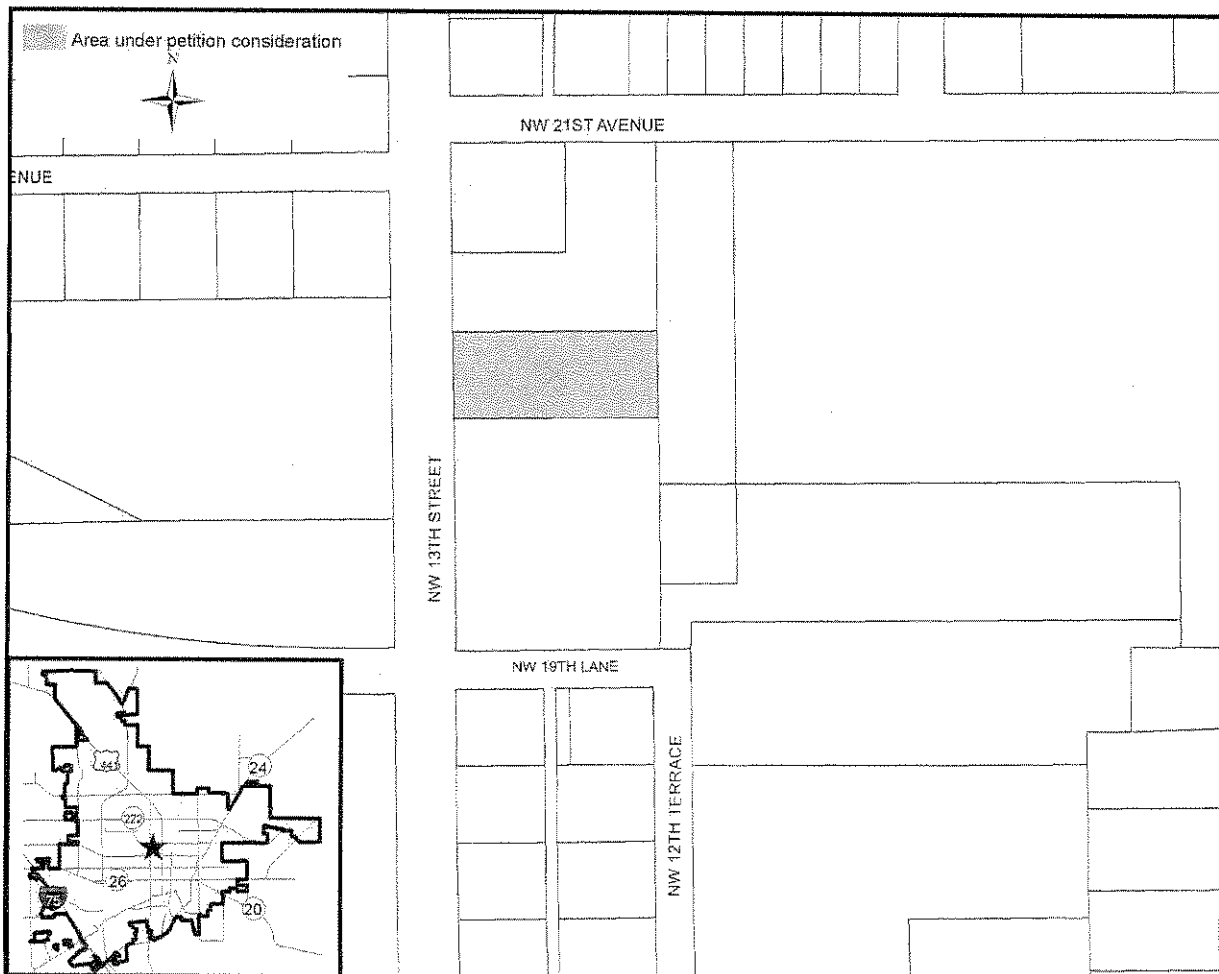 Area under petition consideration
N
NW 21ST AVENUE
ENUE
NW 13TH STREET
NW 19TH LANE
NW 12TH TERRACE
441
24
222
26
75
20